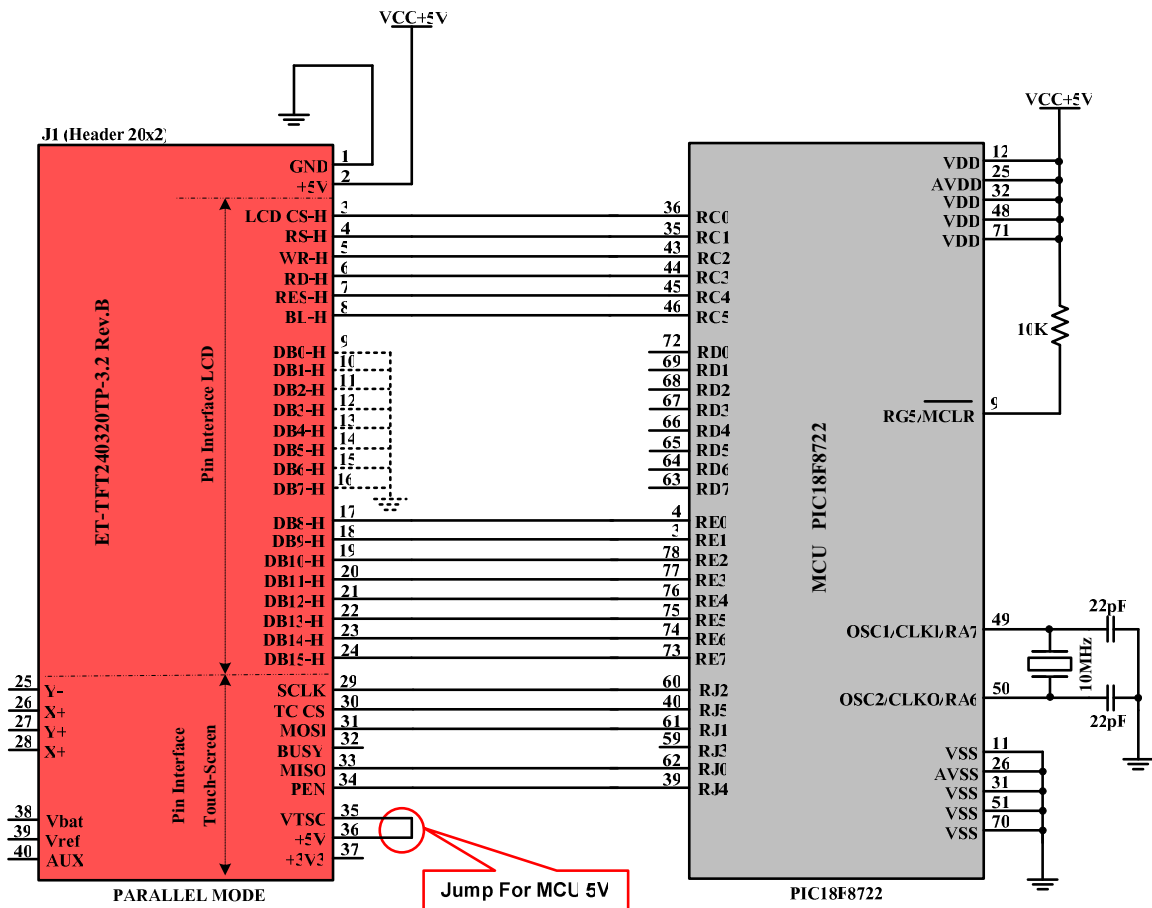 VCC+5V
J1 (Header 20x2)
GND 1
+5V 2
LCD CS-H 3
RS-H 4
WR-H 5
RD-H 6
RES-H 7
BL-H 8
DB0-H 9
DB1-H 10
DB2-H 11
DB3-H 12
DB4-H 13
DB5-H 14
DB6-H 15
DB7-H 16
DB8-H 17
DB9-H 18
DB10-H 19
DB11-H 20
DB12-H 21
DB13-H 22
DB14-H 23
DB15-H 24
ET-TFT240320TP-3.2 Rev.B
Pin Interface LCD
25 Y-
26 X+
27 Y+
28 X+
38 Vbat
39 Vref
40 AUX
Pin Interface
Touch-Screen
SCLK 29
TC CS 30
MOSI 31
BUSY 32
MISO 33
PEN 34
VTSC 35
+5V 36
+3V3 37
PARALLEL MODE
Jump For MCU 5V
36 RC0
35 RC1
43 RC2
44 RC3
45 RC4
46 RC5
72 RD0
69 RD1
68 RD2
67 RD3
66 RD4
65 RD5
64 RD6
63 RD7
4 RE0
3 RE1
78 RE2
77 RE3
76 RE4
75 RE5
74 RE6
73 RE7
60 RJ2
40 RJ5
61 RJ1
59 RJ3
62 RJ0
39 RJ4
MCU PIC18F8722
VCC+5V
VDD 12
AVDD 25
VDD 32
VDD 48
VDD 71
10K
RG5/MCLR 9
OSC1/CLKI/RA7 49
22pF
10MHz
OSC2/CLKO/RA6 50
22pF
VSS 11
AVSS 26
VSS 31
VSS 51
VSS 70
PIC18F8722